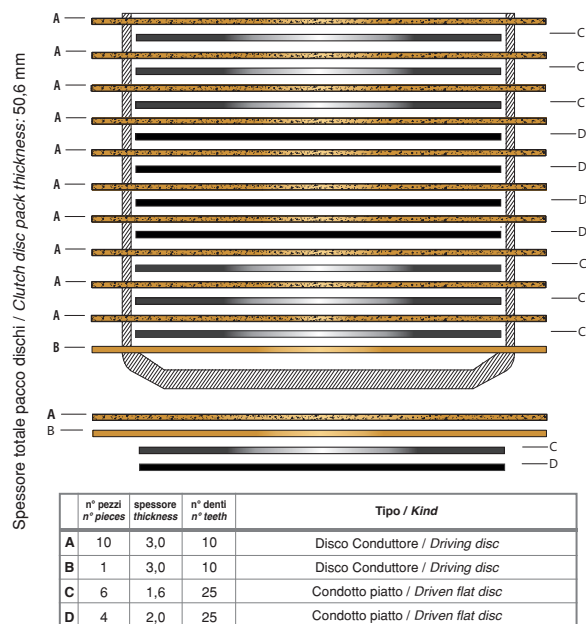 Spessore totale pacco dischi / Clutch disc pack thickness: 50,6 mm
A
C
A
C
A
C
A
D
A
D
A
D
A
D
A
C
A
C
A
C
B
A
B
C
D
n° pezzi spessore n° denti Tipo / Kind
n° pieces thickness n° teeth
A 10 3,0 10 Disco Conduttore / Driving disc
B 1 3,0 10 Disco Conduttore / Driving disc
C 6 1,6 25 Condotto piatto / Driven flat disc
D 4 2,0 25 Condotto piatto / Driven flat disc